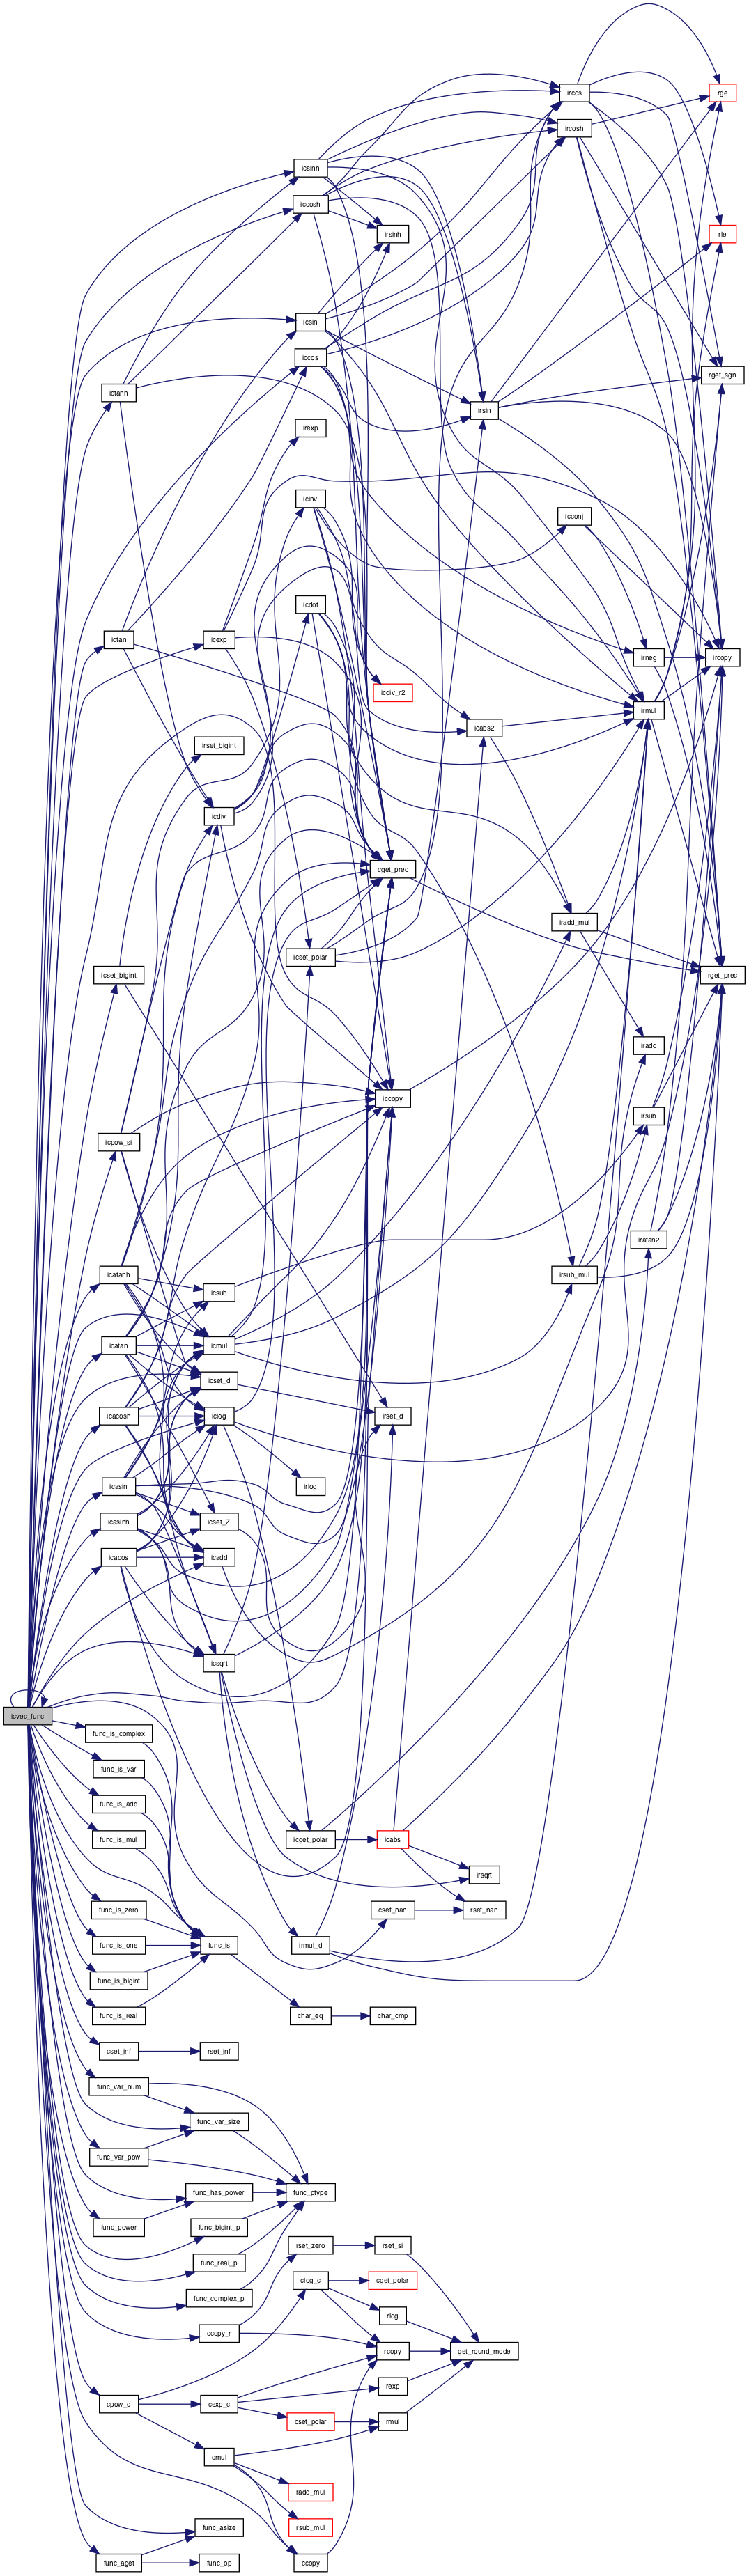 ircos
rge
ircosh
icsinh
iccosh
irsinh
rle
icsin
iccos
rget_sgn
ictanh
irsin
irexp
icinv
icconj
icdot
ictan
icexp
irneg
ircopy
icdiv_r2
irmul
icabs2
irset_bigint
icdiv
cget_prec
iradd_mul
icset_polar
icset_bigint
rget_prec
iradd
iccopy
irsub
icpow_si
iratan2
icatanh
irsub_mul
icsub
icatan
icmul
icset_d
icacosh
iclog
irset_d
icasin
irlog
icasinh
icset_Z
icacos
icadd
icsqrt
icvec_func
func_is_complex
func_is_var
func_is_add
func_is_mul
icget_polar
icabs
irsqrt
func_is_zero
cset_nan
rset_nan
func_is_one
func_is
irmul_d
func_is_bigint
func_is_real
char_eq
char_cmp
cset_inf
rset_inf
func_var_num
func_var_size
func_var_pow
func_has_power
func_ptype
func_power
func_bigint_p
func_real_p
rset_zero
rset_si
func_complex_p
clog_c
cget_polar
ccopy_r
rlog
rcopy
get_round_mode
cpow_c
cexp_c
rexp
cset_polar
rmul
cmul
radd_mul
rsub_mul
func_asize
func_aget
func_op
ccopy